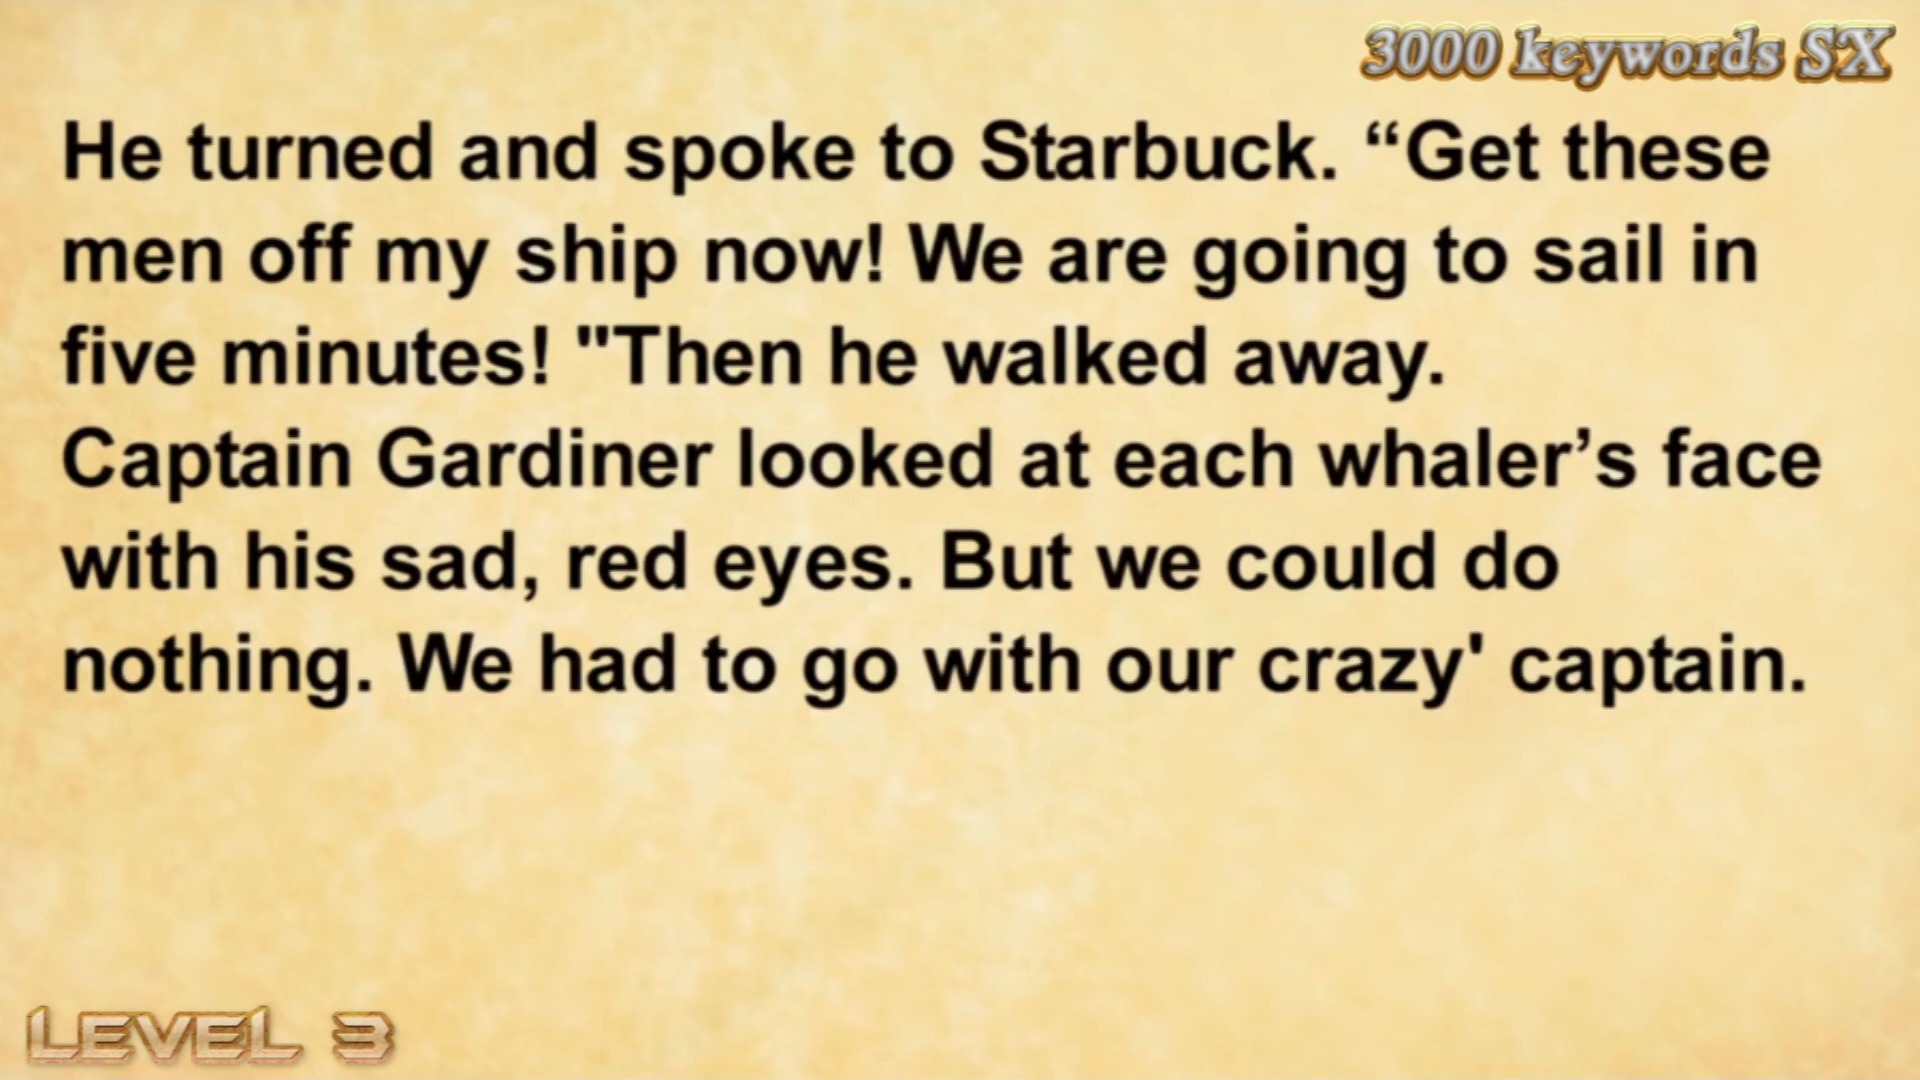 3000 keywords SX
He turned and spoke to Starbuck. “Get these
men off my ship now! We are going to sail in
five minutes! "Then he walked away.
Captain Gardiner looked at each whaler’s face
with his sad, red eyes. But we could do
nothing. We had to go with our crazy' captain.
LEVEL 3